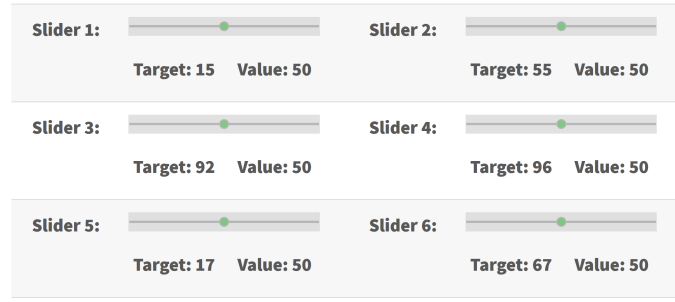 Slider 1: Slider 2:
Target: 15 Value: 50 Target: 55 Value: 50
Slider 3: Slider 4:
Target: 92 Value: 50 Target: 96 Value: 50
Slider 5: Slider 6:
Target: 17 Value: 50 Target: 67 Value: 50